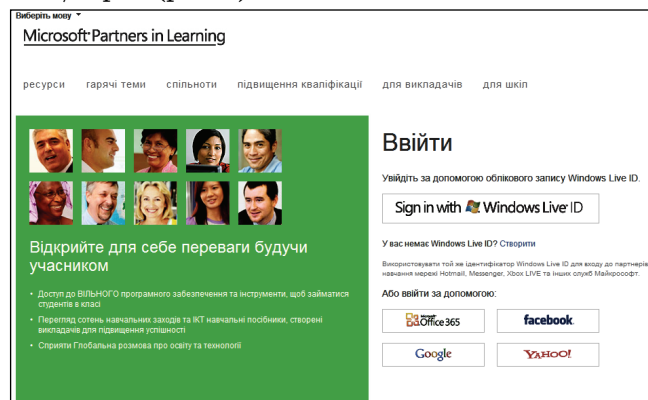 Виберіть мову
Microsoft Partners in Learning
ресурси гарячі теми спільноти підвищення кваліфікації для викладачів для шкіл
Відкрийте для себе переваги будучи
учасником
• Доступ до ВІЛЬНОГО програмного забезпечення та інструменти, щоб займатися
студентів в класі
• Перегляд сотень навчальних заходів та ІКТ навчальні посібники, створені
викладачів для підвищення успішності
• Сприяти Глобальна розмова про освіту та технології
Ввійти
Увійдіть за допомогою облікового запису Windows Live ID.
Sign in with Windows Live ID
У вас немає Windows Live ID? Створити
Використовувати той же ідентифікатор Windows Live ID для входу до партнерів
навчання мережі Hotmail, Messenger, Xbox LIVE та інших служб Майкрософт.
Або ввійти за допомогою:
Microsoft Office 365 facebook.
Google YAHOO!